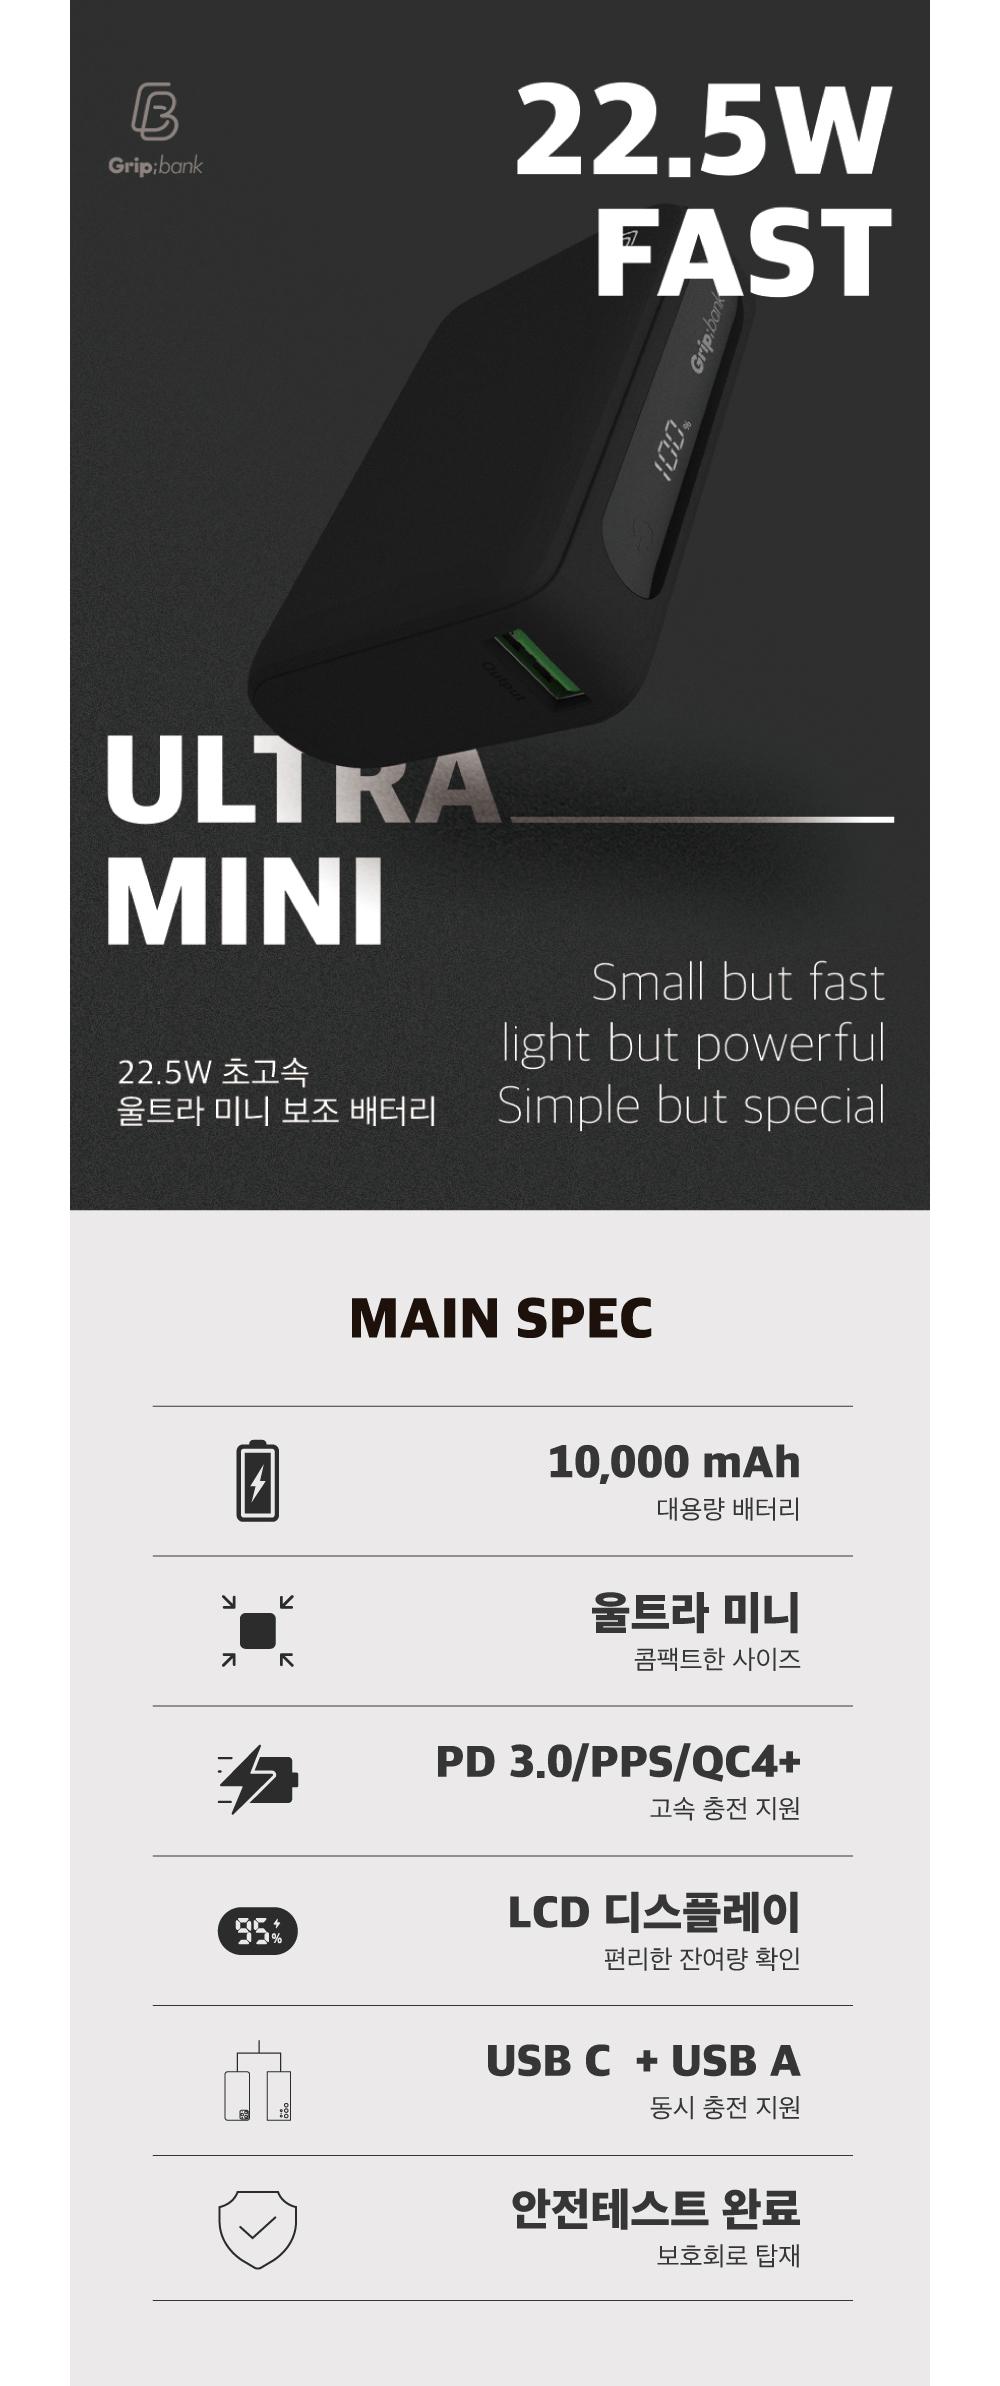 Grip;bank
22.5W
FAST
Grip;bank
100%
Output
ULTRA
MINI
Small but fast
light but powerful
Simple but special
22.5W 초고속
울트라 미니 보조 배터리
MAIN SPEC
10,000 mAh
대용량 배터리
울트라 미니
콤팩트한 사이즈
PD 3.0/PPS/QC4+
고속 충전 지원
LCD 디스플레이
편리한 잔여량 확인
95%
USB C + USB A
동시 충전 지원
안전테스트 완료
보호회로 탑재